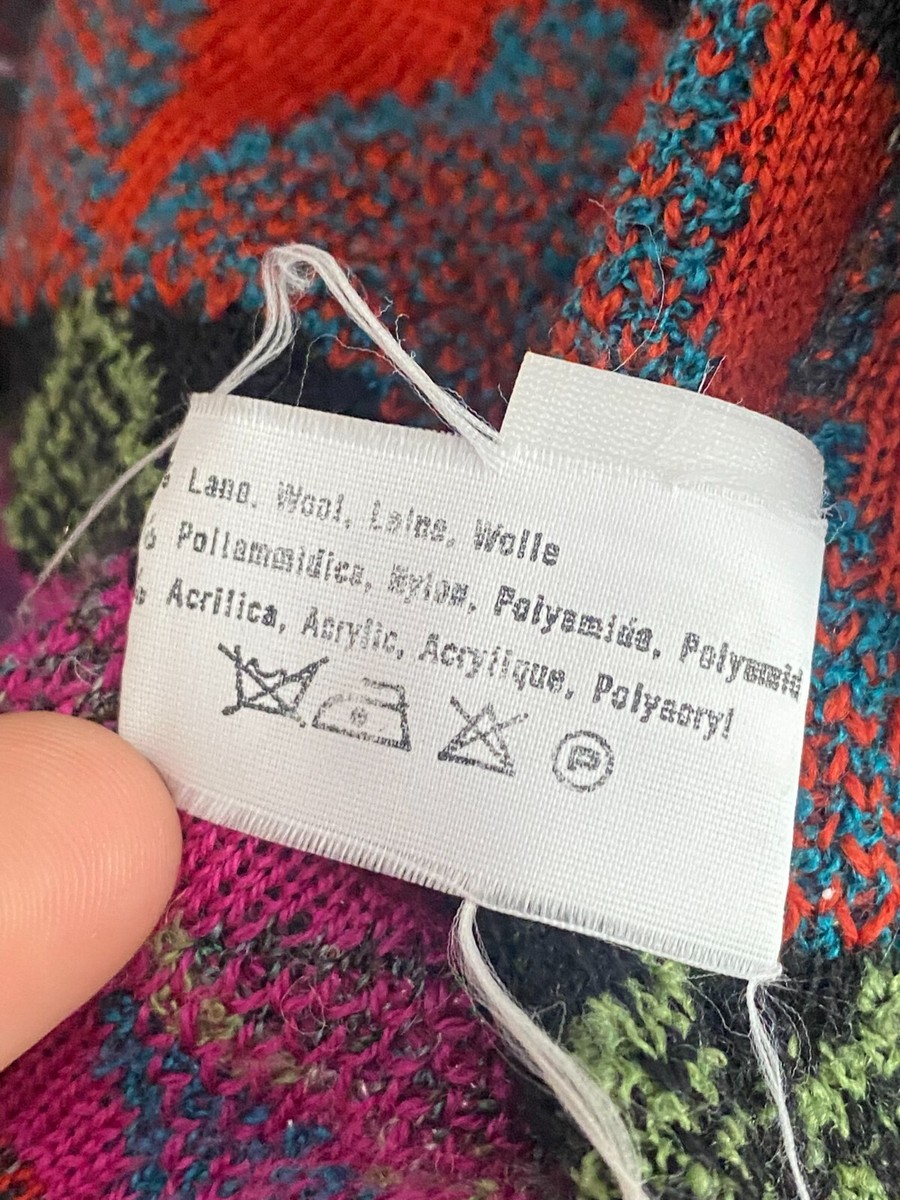 % Lana, Wool, Laine, Wolle
% Poliammidica, Nylon, Polyamide, Polyamid
% Acrilica, Acrylic, Acrylique, Polyacryl
P